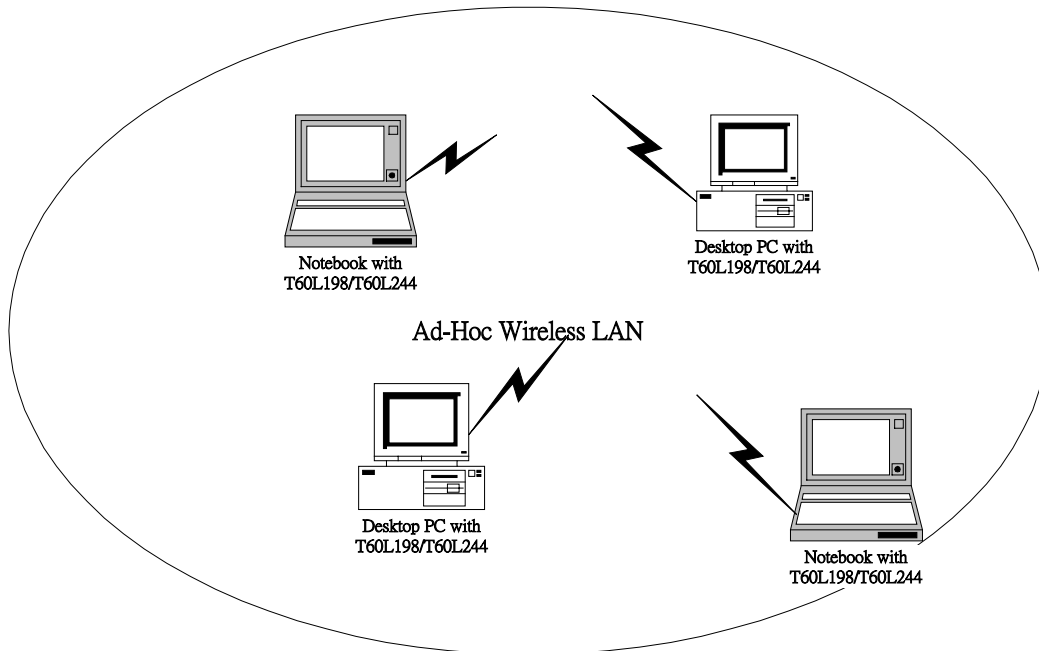 Notebook with
T60L198/T60L244
Desktop PC with
T60L198/T60L244
Ad-Hoc Wireless LAN
Desktop PC with
T60L198/T60L244
Notebook with
T60L198/T60L244